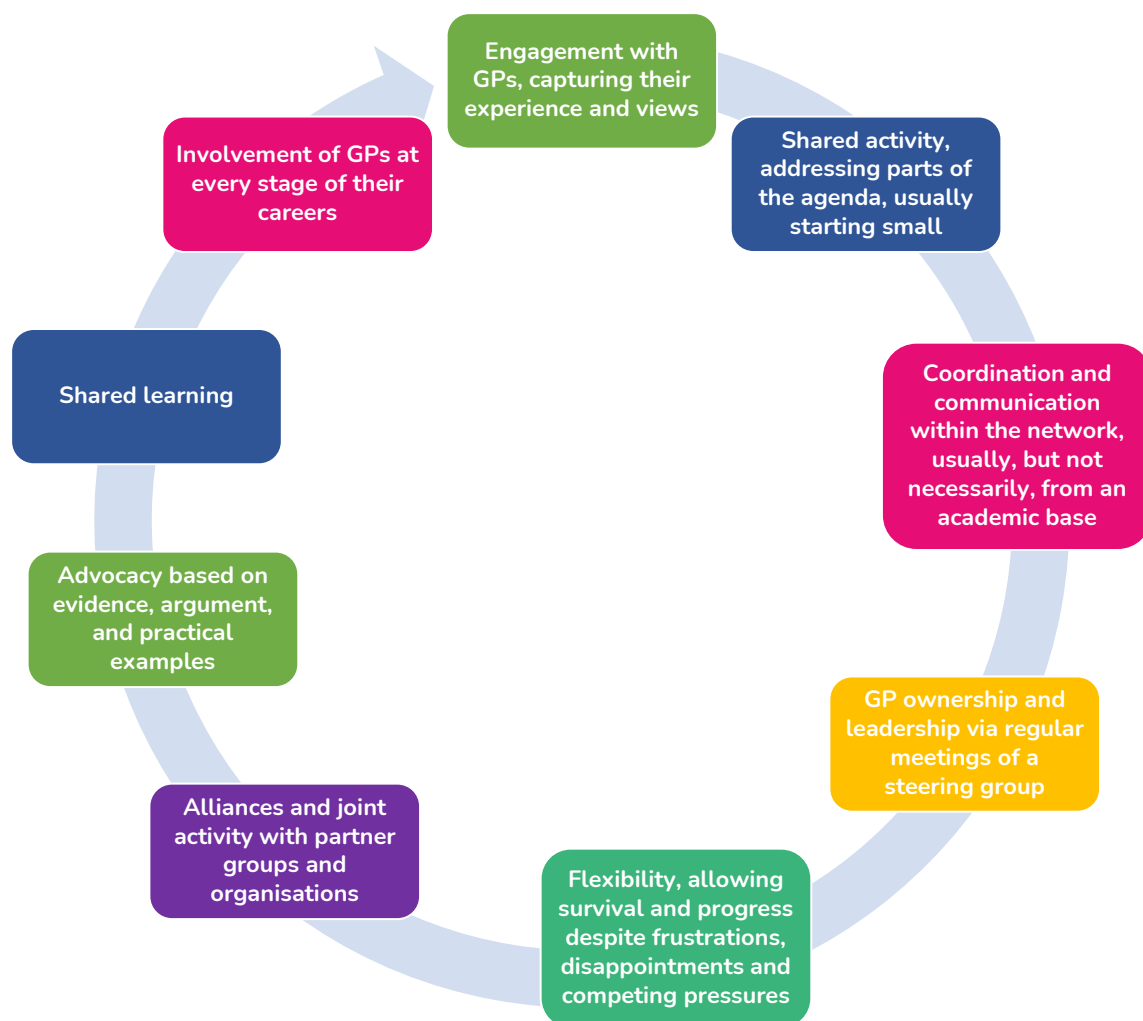 Engagement with
GPs, capturing their
experience and views
Shared activity,
addressing parts of
the agenda, usually
starting small
Coordination and
communication
within the network,
usually, but not
necessarily, from an
academic base
GP ownership and
leadership via regular
meetings of a
steering group
Flexibility, allowing
survival and progress
despite frustrations,
disappointments and
competing pressures
Alliances and joint
activity with partner
groups and
organisations
Advocacy based on
evidence, argument,
and practical
examples
Shared learning
Involvement of GPs at
every stage of their
careers